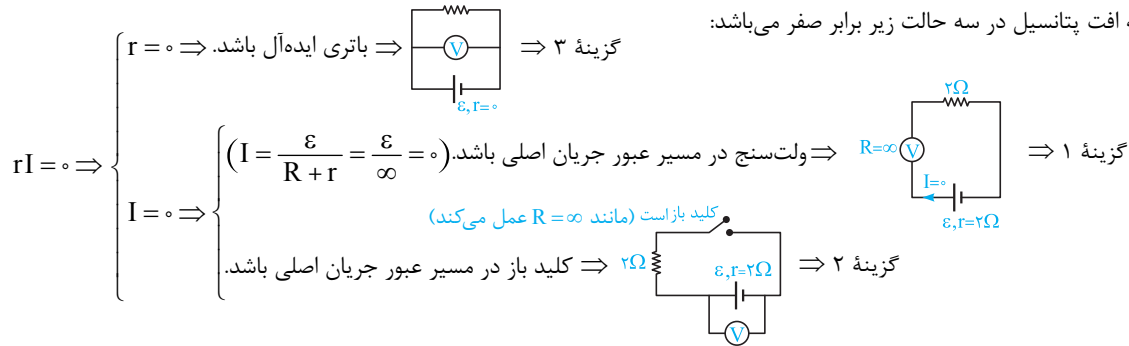 افت پتانسیل در سه حالت زیر برابر صفر می‌باشد:
rI = ۰ ⇒
r = ۰ ⇒ باتری ایده‌آل باشد. ⇒ V ε, r=۰ ⇒ گزینهٔ ۳
I = ۰ ⇒
(I = ε / (R + r) = ε / ∞ = ۰) ولت‌سنج در مسیر عبور جریان اصلی باشد. ⇒ ۲Ω R=∞ V I=۰ ε, r=۲Ω ⇒ گزینهٔ ۱
کلید باز است (مانند R = ∞ عمل می‌کند)
کلید باز در مسیر عبور جریان اصلی باشد. ⇒ ۲Ω ε, r=۲Ω V ⇒ گزینهٔ ۲